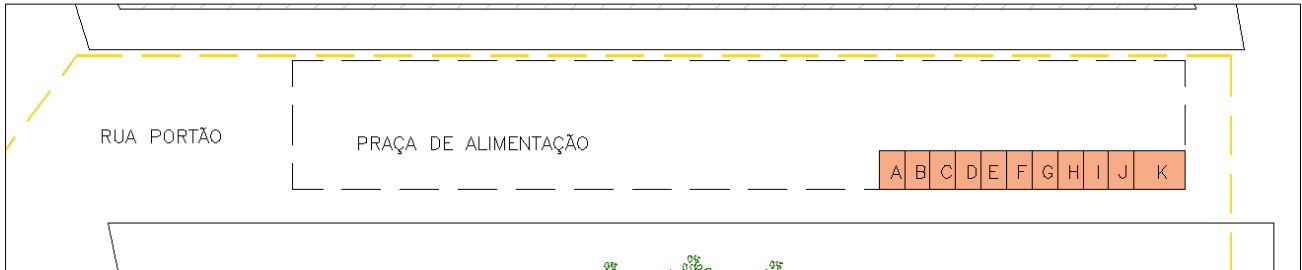 RUA PORTÃO
PRAÇA DE ALIMENTAÇÃO
A B C D E F G H I J K